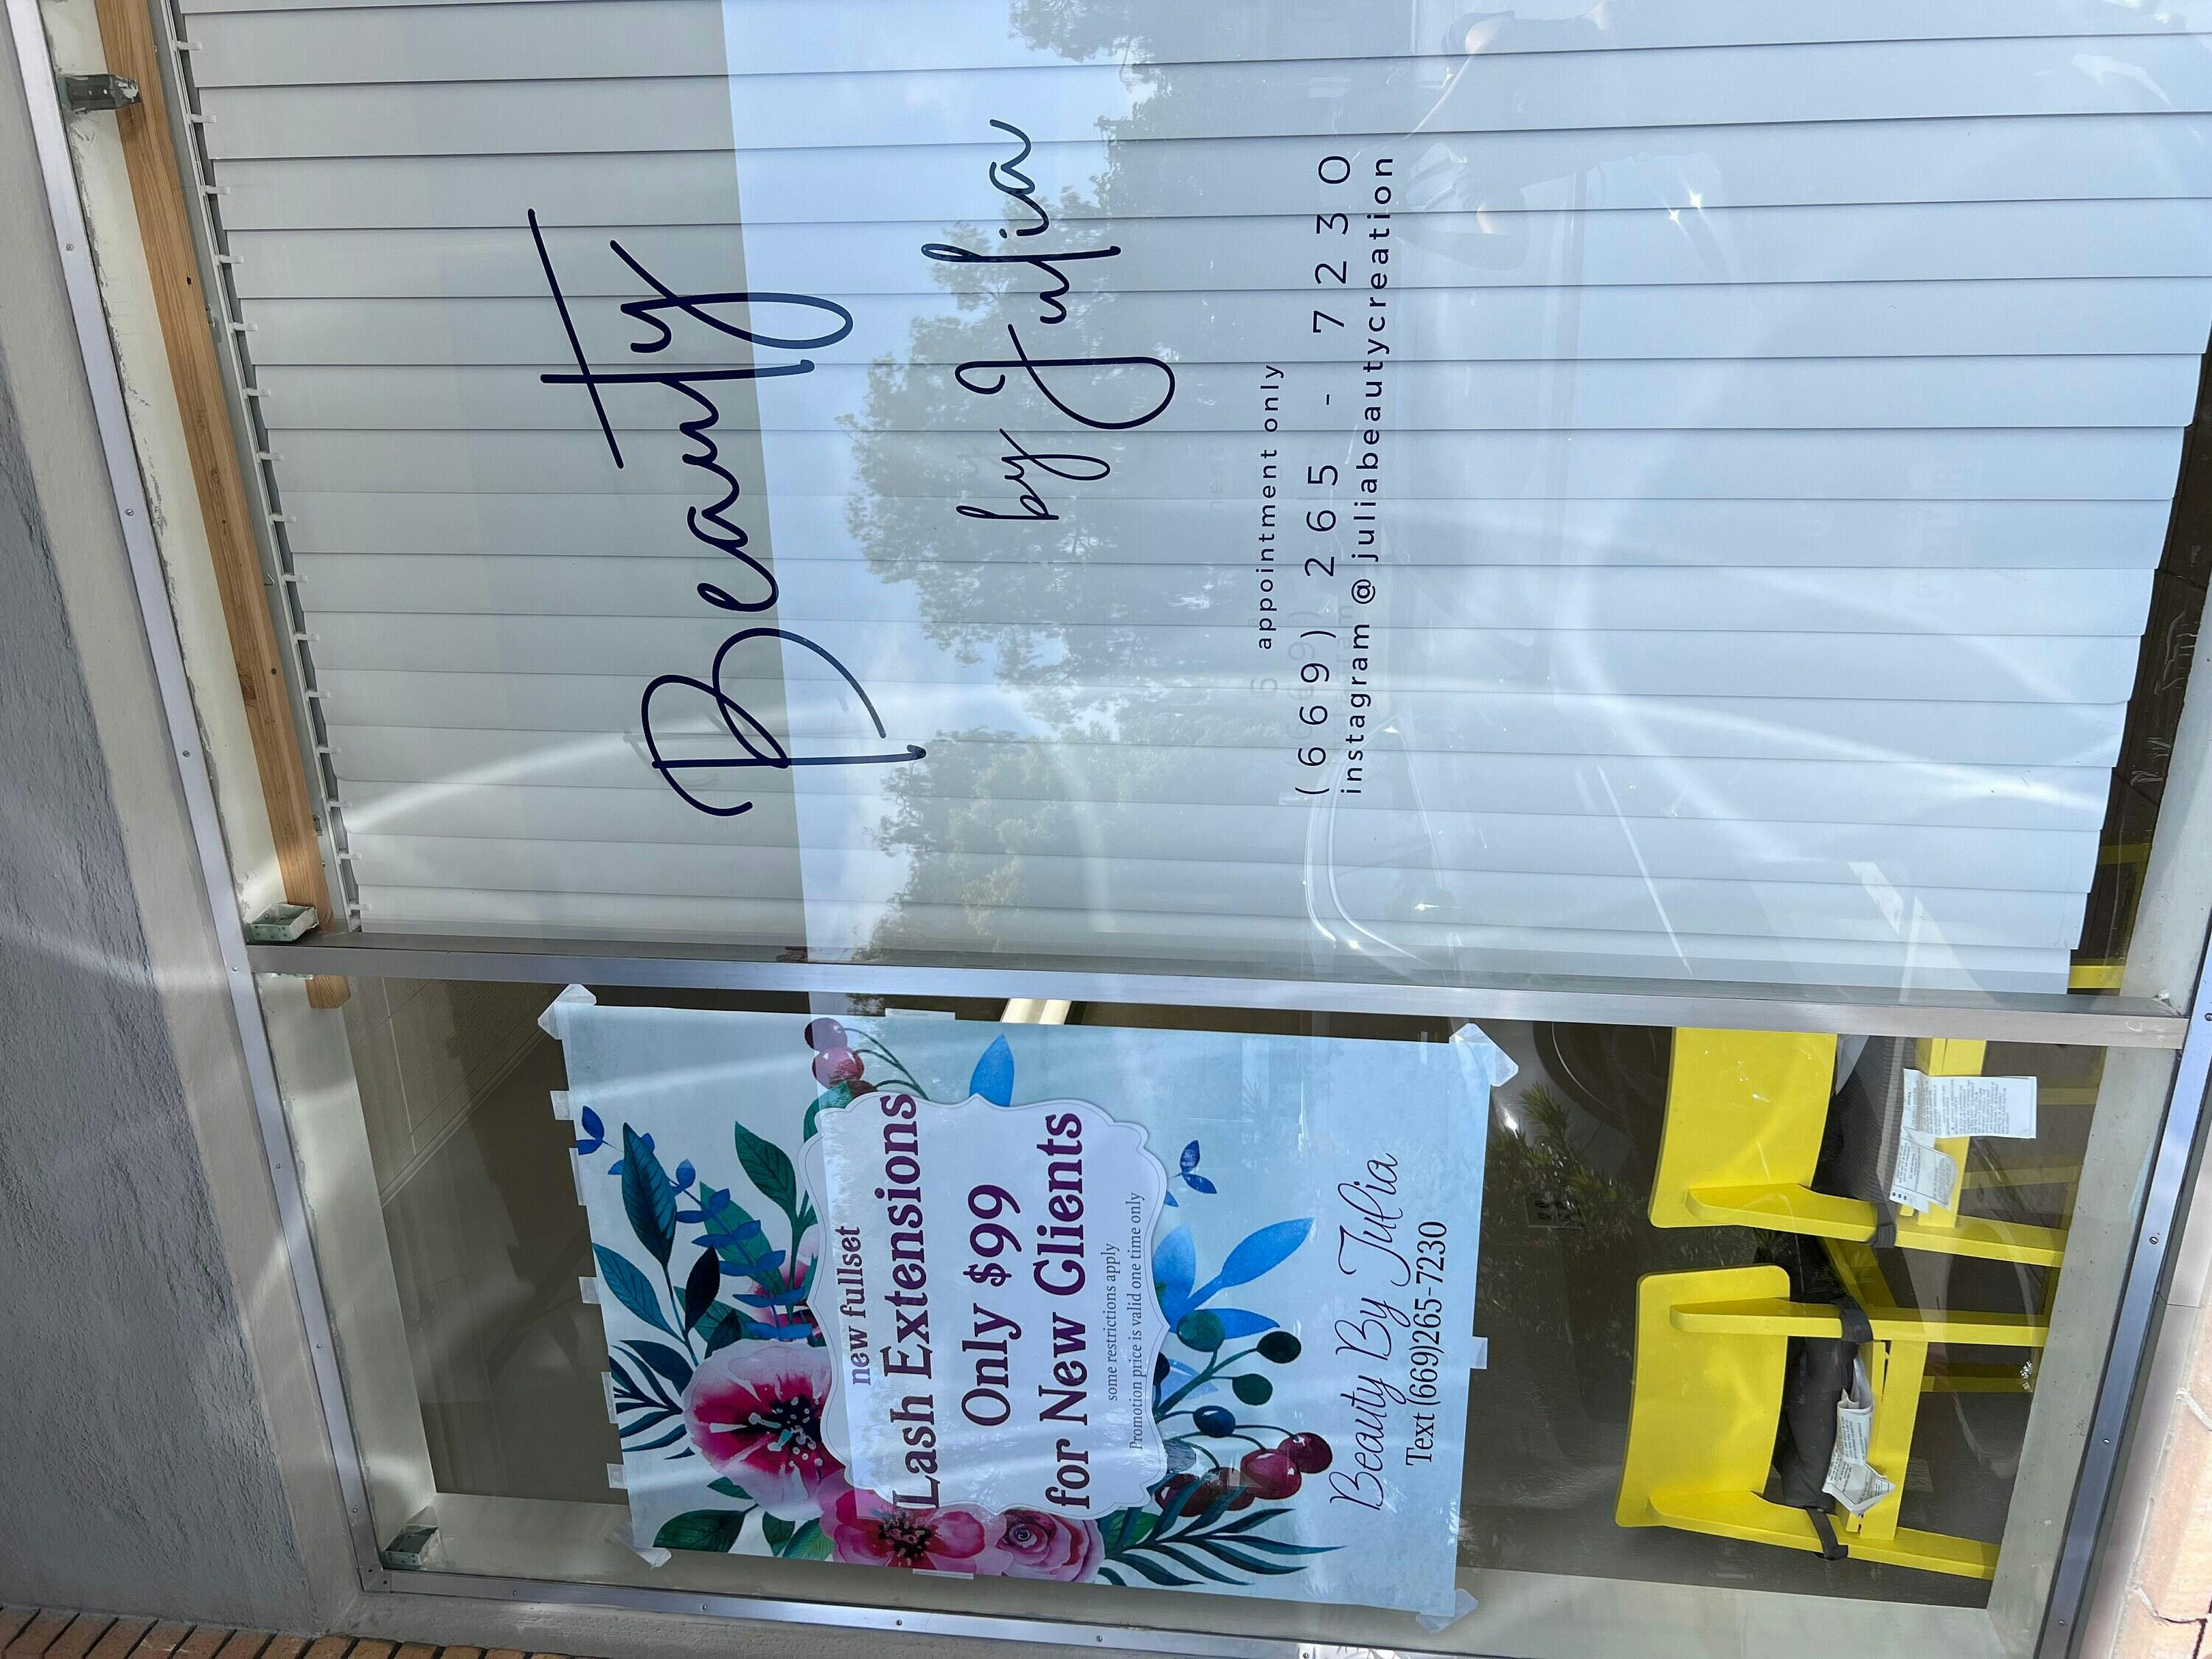 Beauty
by Julia
appointment only
(669) 265 - 7230
instagram @juliabeautycreation
new fullset
Lash Extensions
Only $99
for New Clients
some restrictions apply
Promotion price is valid one time only
Beauty By Julia
Text (669)265-7230